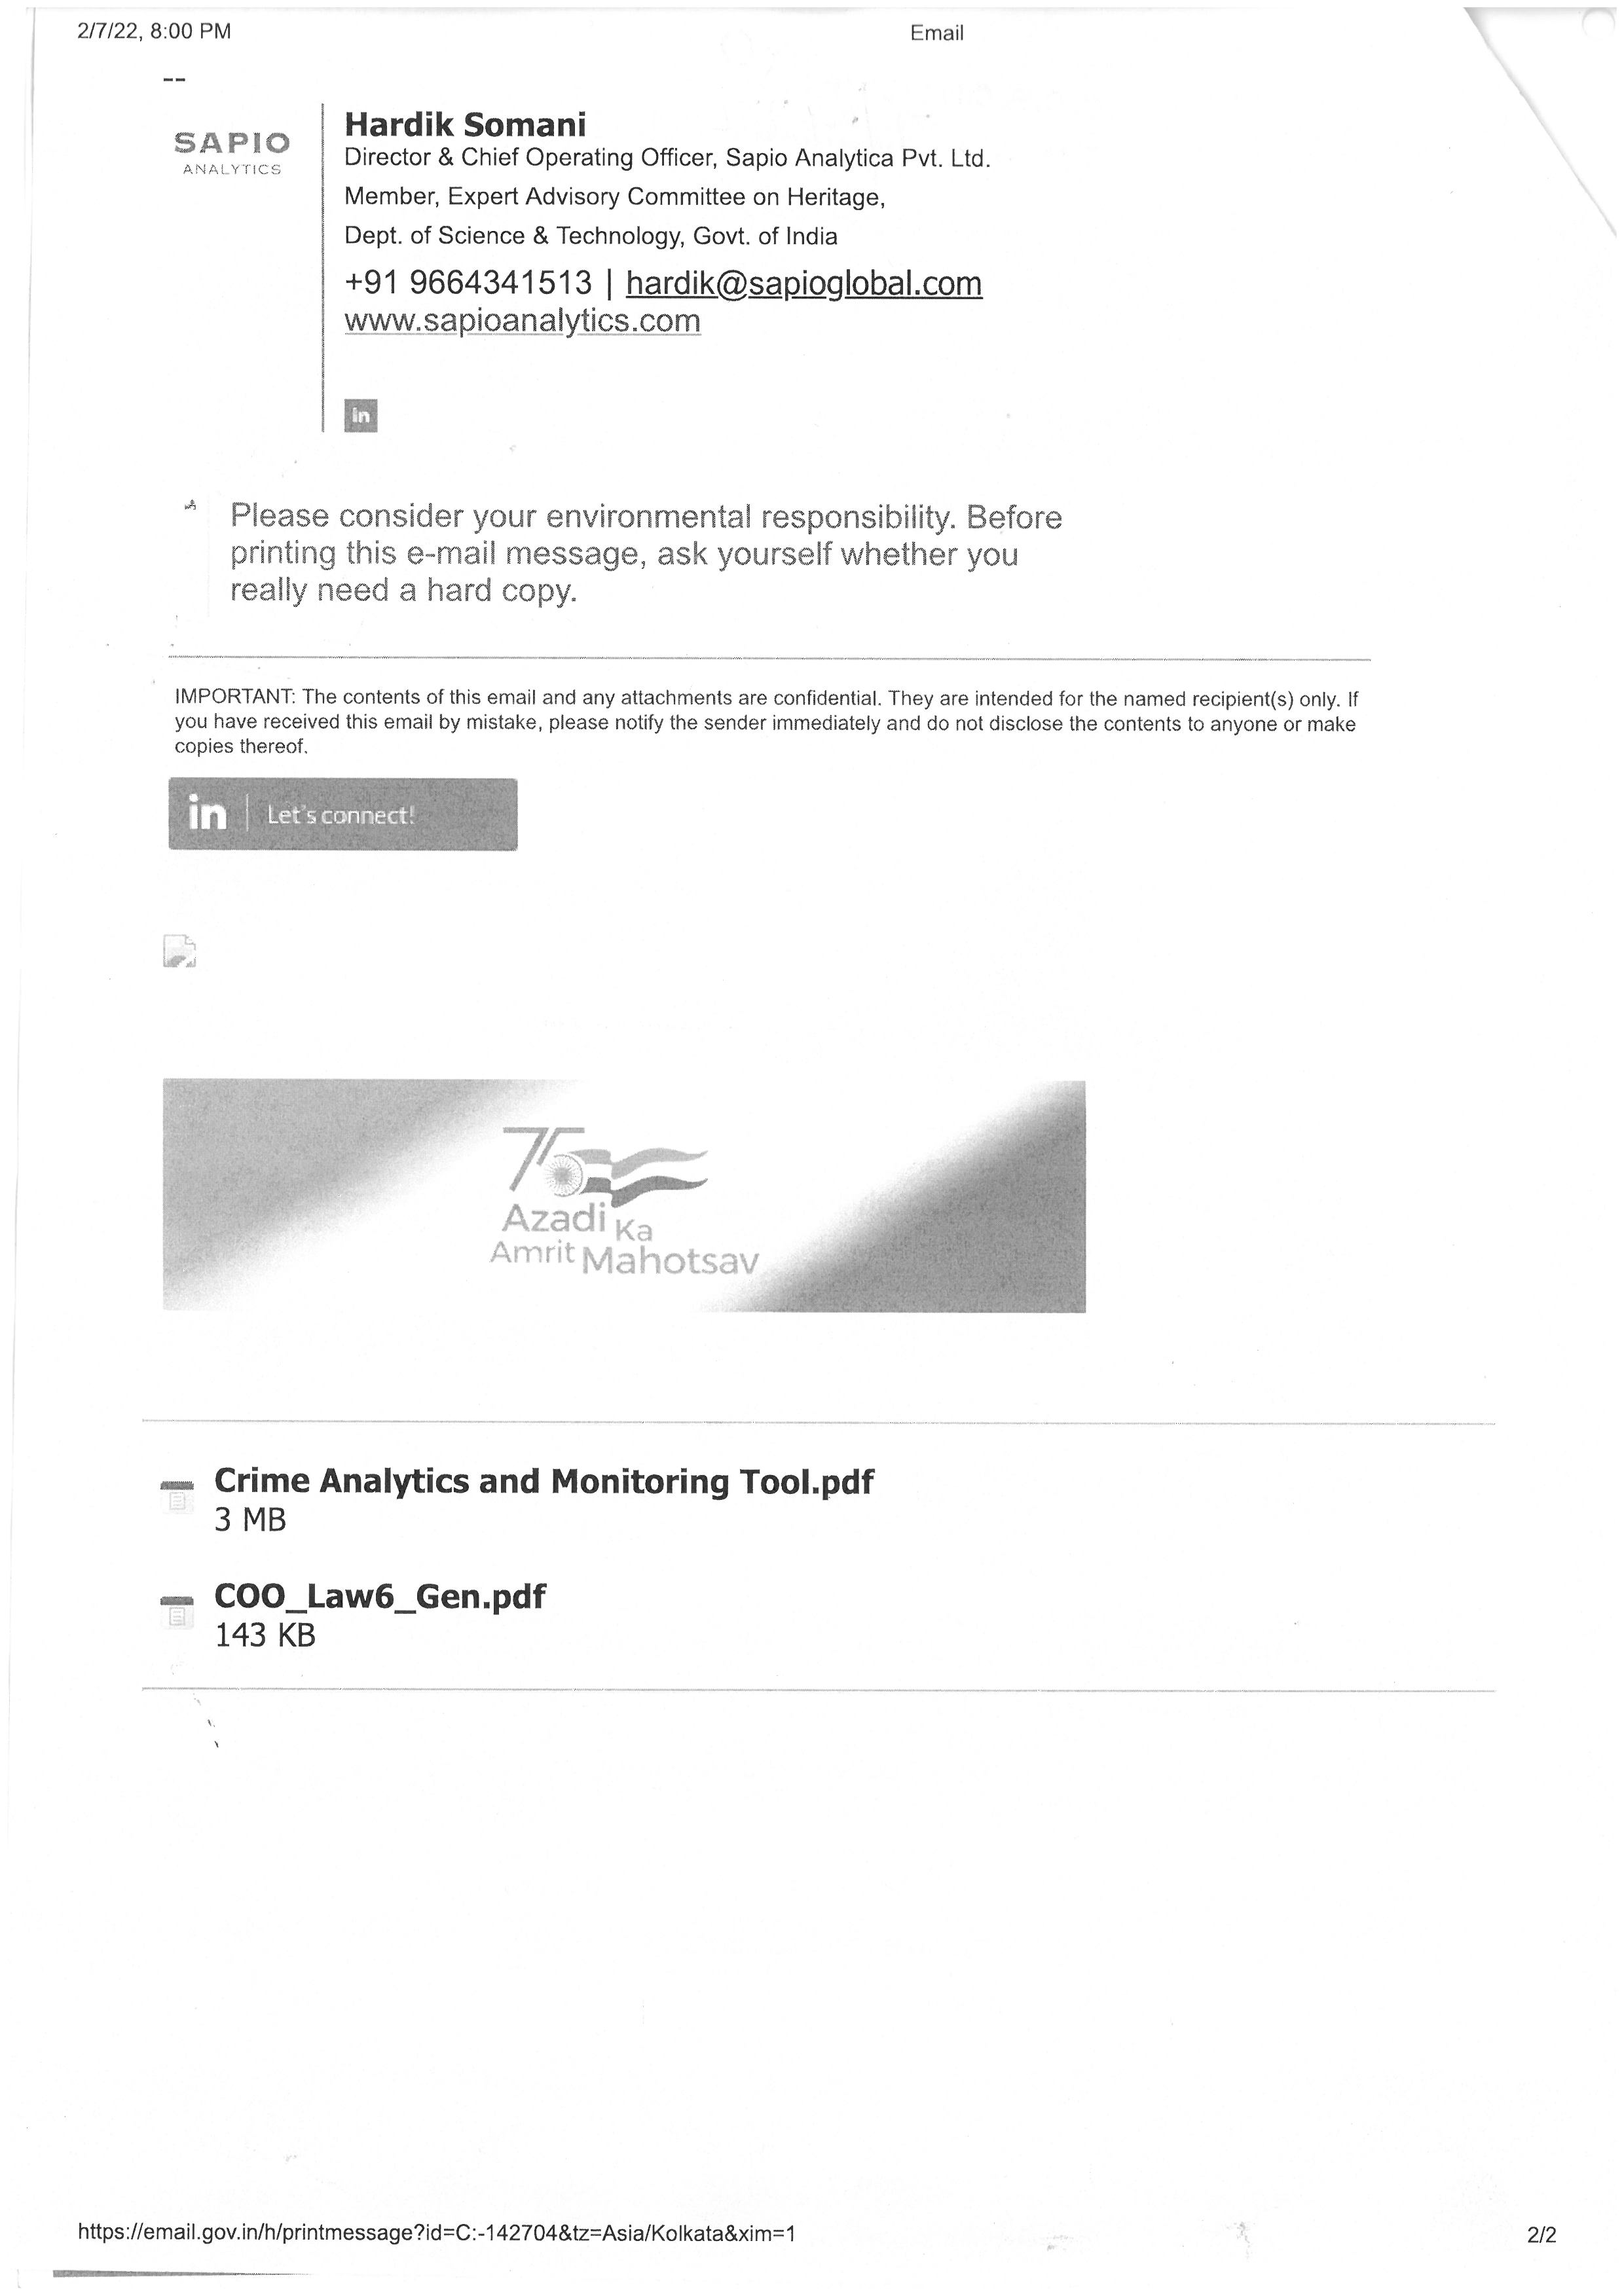 2/7/22, 8:00 PM
Email
--
SAPIO
ANALYTICS
Hardik Somani
Director & Chief Operating Officer, Sapio Analytica Pvt. Ltd.
Member, Expert Advisory Committee on Heritage,
Dept. of Science & Technology, Govt. of India
+91 9664341513 | hardik@sapioglobal.com
www.sapioanalytics.com
in
Please consider your environmental responsibility. Before
printing this e-mail message, ask yourself whether you
really need a hard copy.
IMPORTANT: The contents of this email and any attachments are confidential. They are intended for the named recipient(s) only. If
you have received this email by mistake, please notify the sender immediately and do not disclose the contents to anyone or make
copies thereof.
in | Let's connect!
75
Azadi Ka
Amrit Mahotsav
Crime Analytics and Monitoring Tool.pdf
3 MB
COO_Law6_Gen.pdf
143 KB
https://email.gov.in/h/printmessage?id=C:-142704&tz=Asia/Kolkata&xim=1
2/2